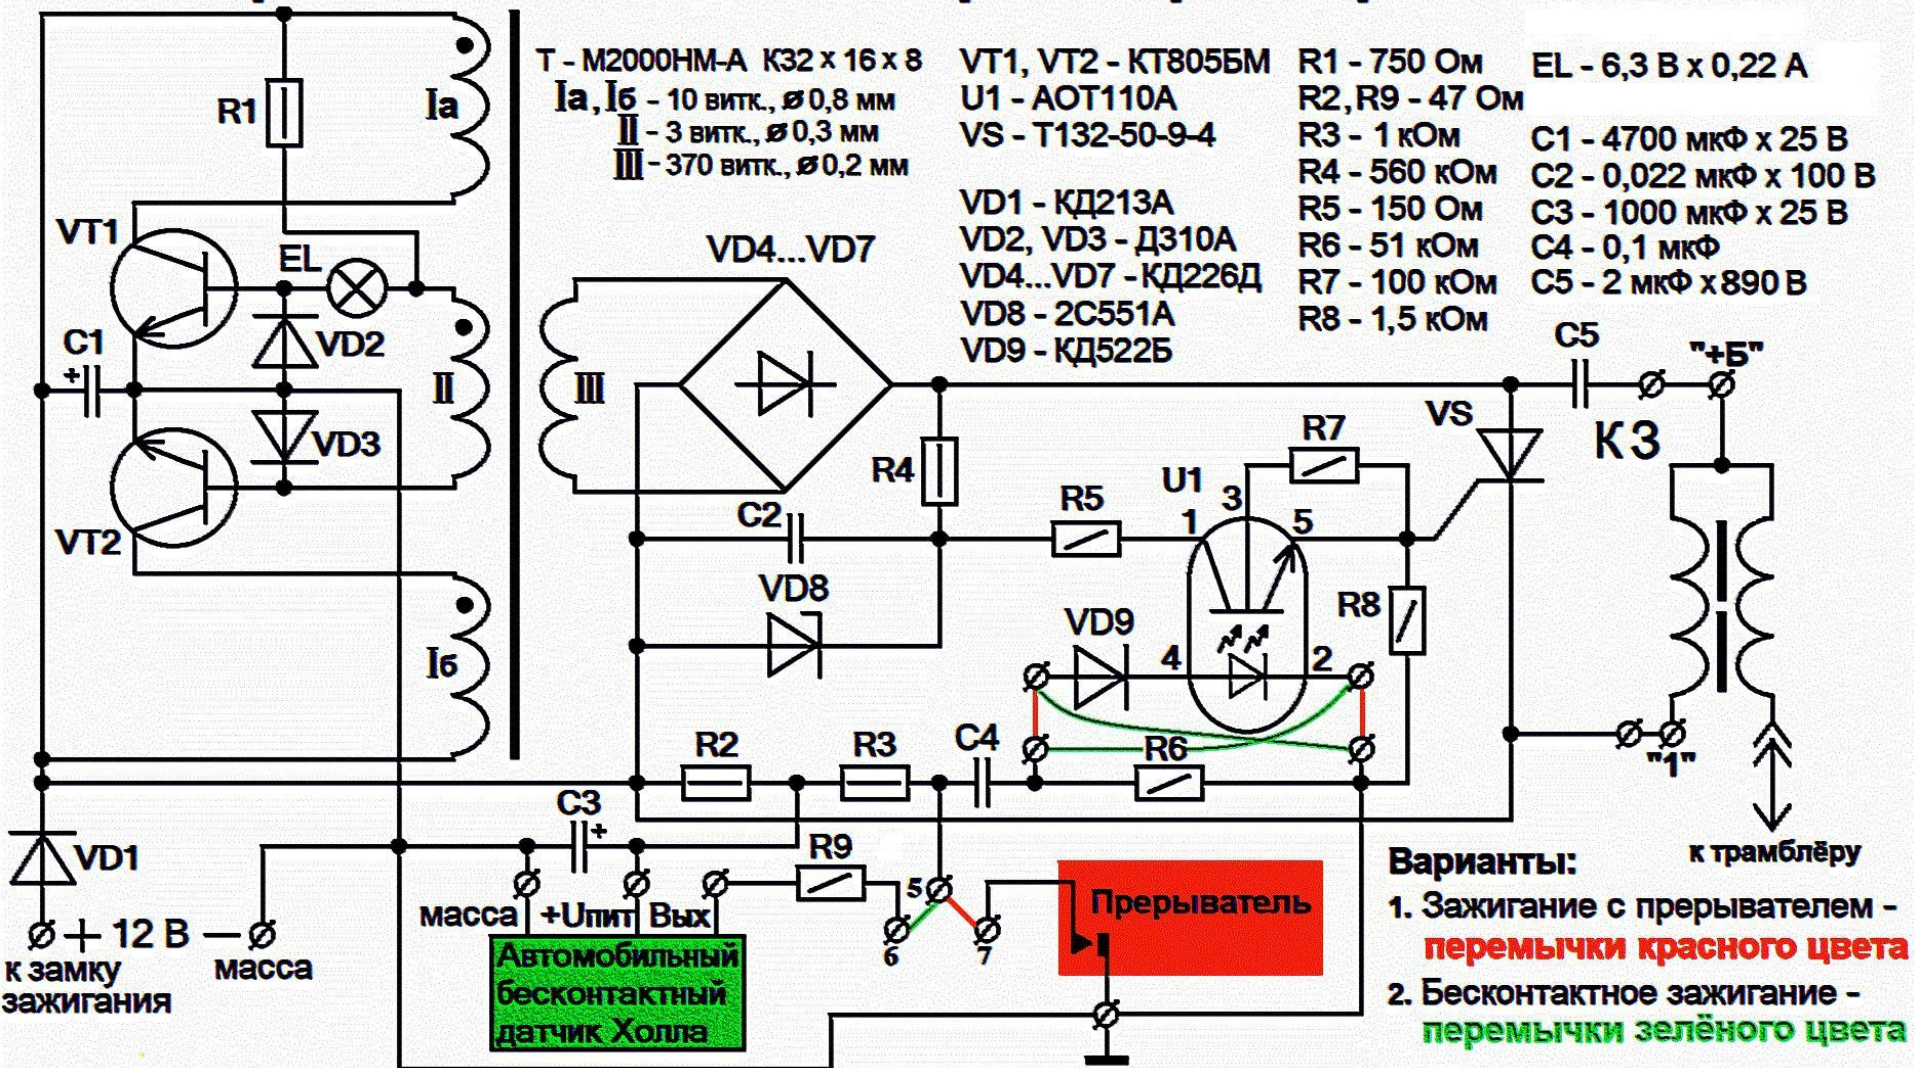 Т - М2000НМ-А К32 x 16 x 8
Iа, Iб - 10 витк., ø 0,8 мм
II - 3 витк., ø 0,3 мм
III - 370 витк., ø 0,2 мм
VT1, VT2 - КТ805БМ
U1 - АОТ110А
VS - Т132-50-9-4
VD1 - КД213А
VD2, VD3 - Д310А
VD4...VD7 - КД226Д
VD8 - 2С551А
VD9 - КД522Б
R1 - 750 Ом
R2, R9 - 47 Ом
R3 - 1 кОм
R4 - 560 кОм
R5 - 150 Ом
R6 - 51 кОм
R7 - 100 кОм
R8 - 1,5 кОм
EL - 6,3 В x 0,22 А
C1 - 4700 мкФ x 25 В
C2 - 0,022 мкФ x 100 В
C3 - 1000 мкФ x 25 В
C4 - 0,1 мкФ
C5 - 2 мкФ x 890 В
R1
Iа
VT1
EL
VD4...VD7
C1
+
VD2
II
III
VD3
VT2
Iб
C5
"+Б"
VS
КЗ
R7
R4
U1
3
R5
1
5
C2
VD8
R8
VD9
4
2
R2
R3
C4
R6
"1"
C3
+
VD1
R9
к трамблёру
+ 12 В —
к замку
зажигания
масса
масса
+Uпит
Вых
5
6
7
Автомобильный
бесконтактный
датчик Холла
Прерыватель
Варианты:
1. Зажигание с прерывателем -
перемычки красного цвета
2. Бесконтактное зажигание -
перемычки зелёного цвета